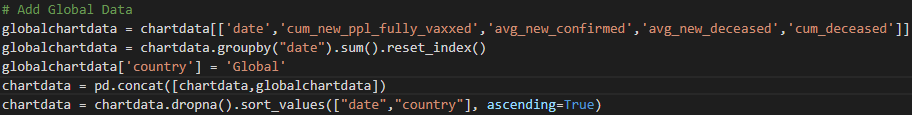 # Add Global Data
globalchartdata = chartdata[['date','cum_new_ppl_fully_vaxxed','avg_new_confirmed','avg_new_deceased','cum_deceased']]
globalchartdata = chartdata.groupby("date").sum().reset_index()
globalchartdata['country'] = 'Global'
chartdata = pd.concat([chartdata,globalchartdata])
chartdata = chartdata.dropna().sort_values(["date","country"], ascending=True)